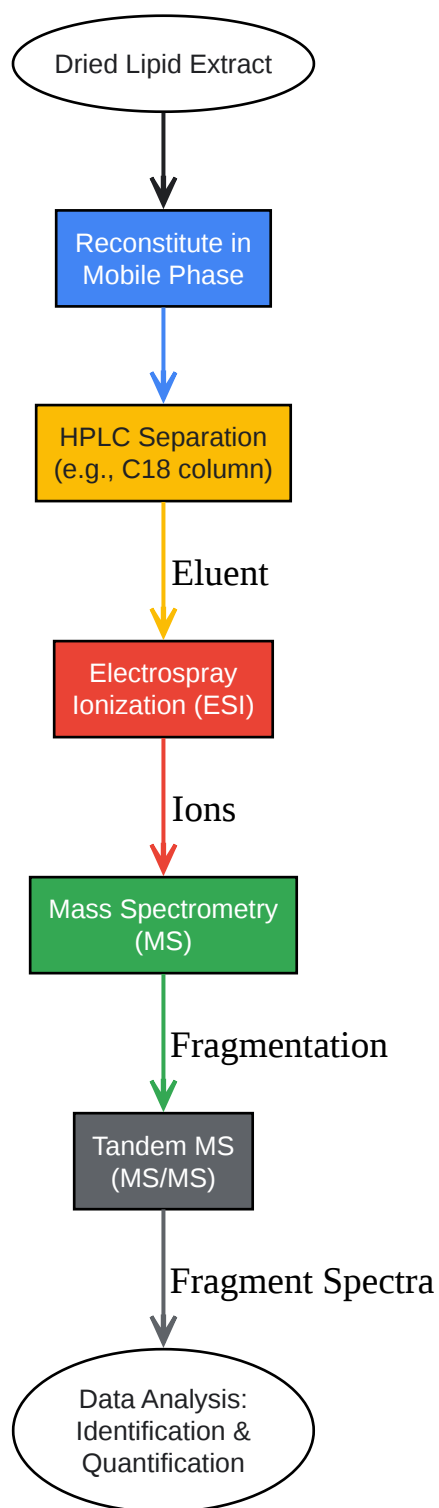 Dried Lipid Extract
Reconstitute in
Mobile Phase
HPLC Separation
(e.g., C18 column)
Eluent
Electrospray
Ionization (ESI)
Ions
Mass Spectrometry
(MS)
Fragmentation
Tandem MS
(MS/MS)
Fragment Spectra
Data Analysis:
Identification &
Quantification